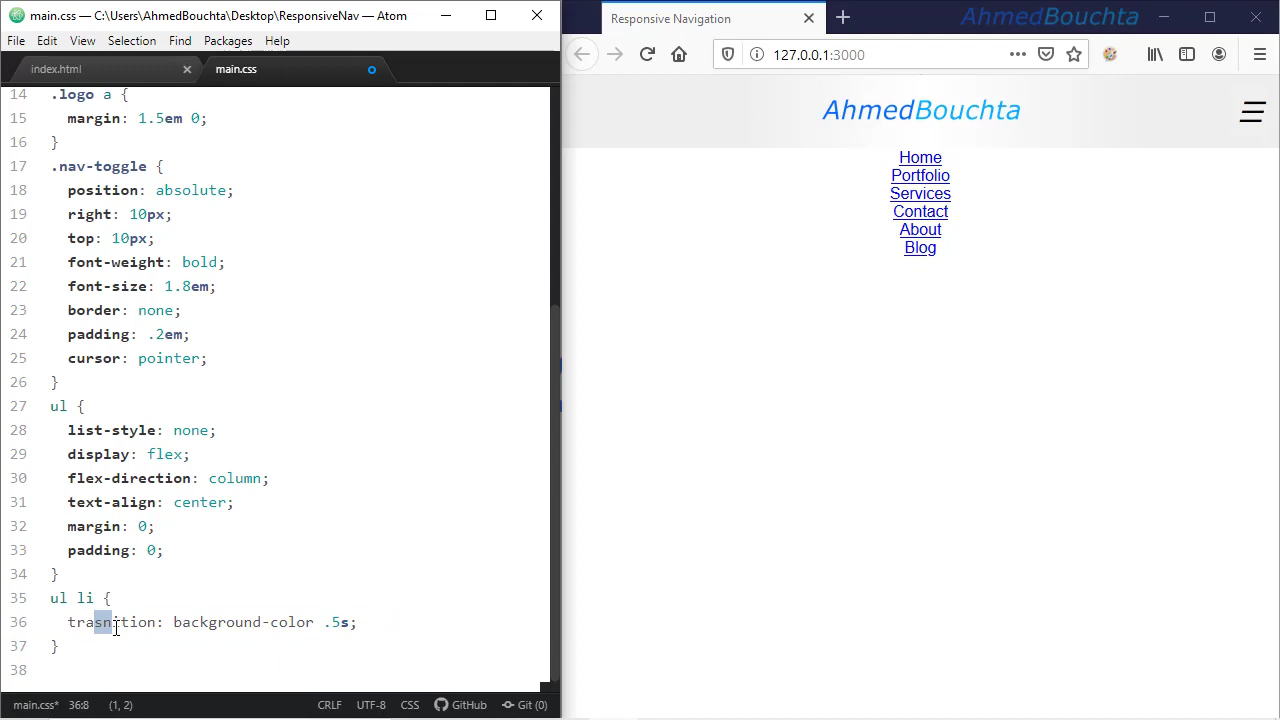 main.css — C:\Users\AhmedBouchta\Desktop\ResponsiveNav — Atom
File Edit View Selection Find Packages Help
index.html main.css
14 .logo a {
15 margin: 1.5em 0;
16 }
17 .nav-toggle {
18 position: absolute;
19 right: 10px;
20 top: 10px;
21 font-weight: bold;
22 font-size: 1.8em;
23 border: none;
24 padding: .2em;
25 cursor: pointer;
26 }
27 ul {
28 list-style: none;
29 display: flex;
30 flex-direction: column;
31 text-align: center;
32 margin: 0;
33 padding: 0;
34 }
35 ul li {
36 trasnition: background-color .5s;
37 }
38
main.css* 36:8 (1, 2) CRLF UTF-8 CSS GitHub Git (0)
Responsive Navigation
AhmedBouchta
127.0.0.1:3000
AhmedBouchta
Home
Portfolio
Services
Contact
About
Blog